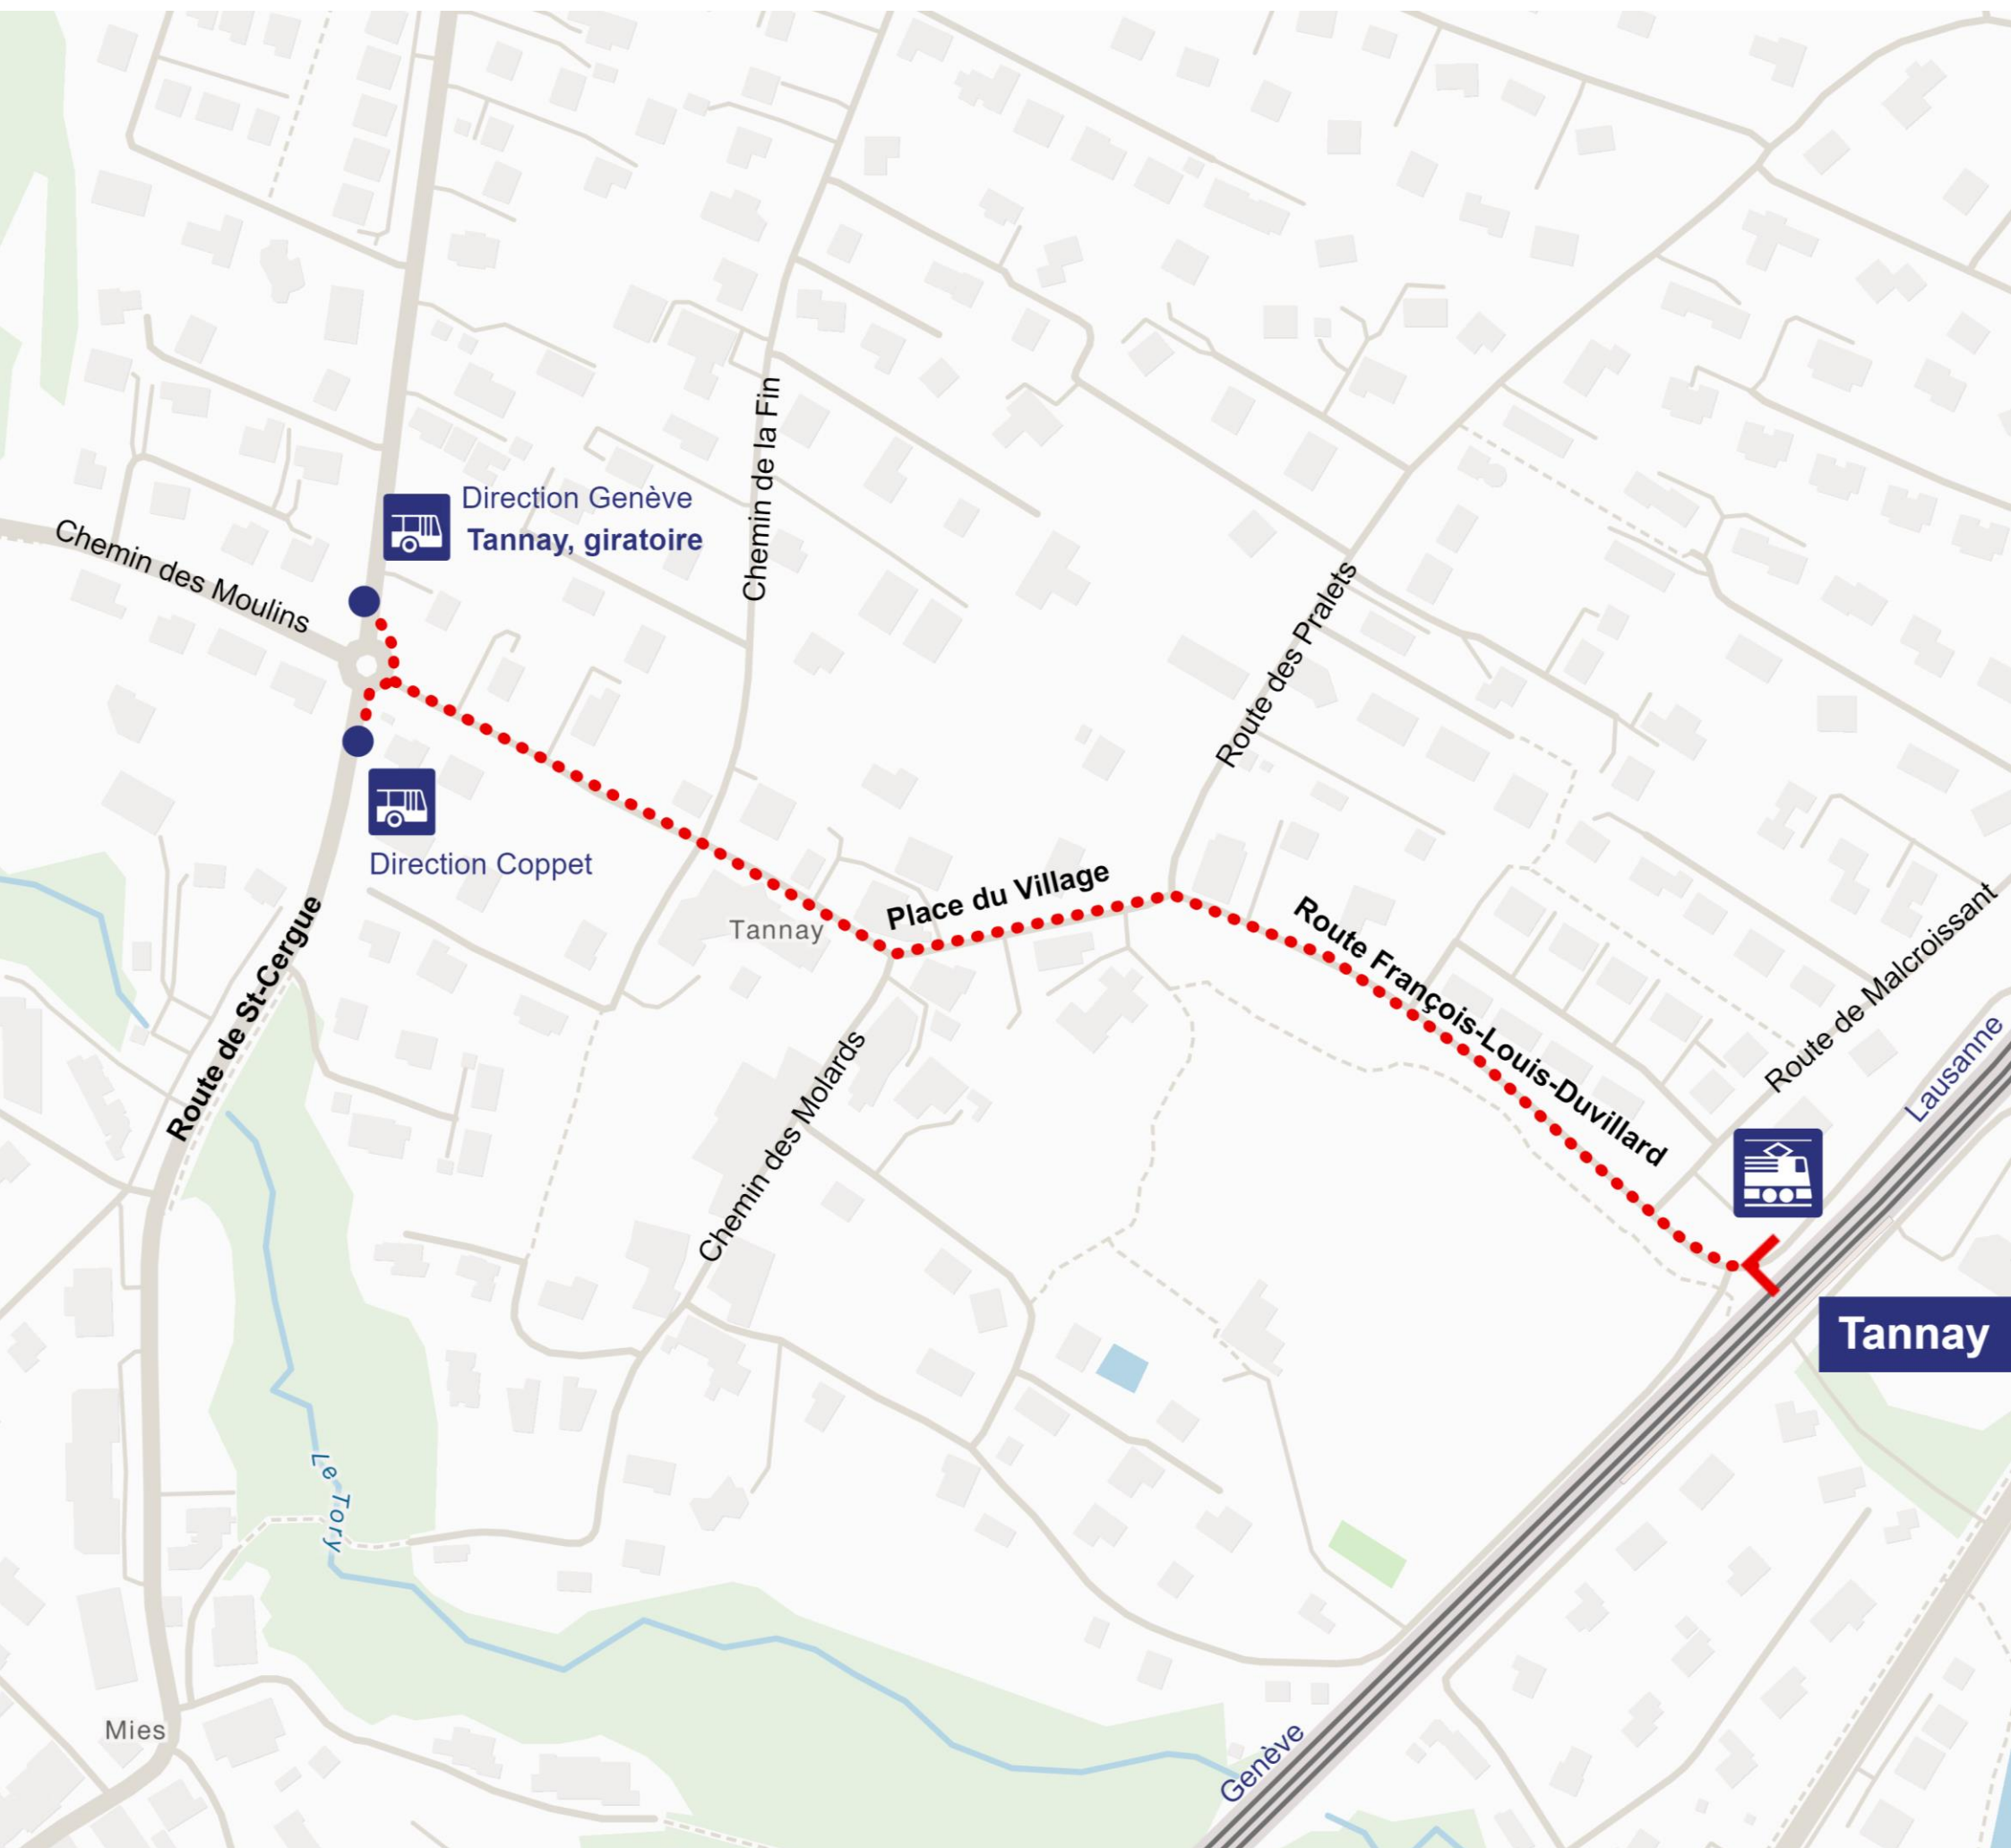 Chemin de la Fin
Direction Genève
Tannay, giratoire
Chemin des Moulins
Route des Pralets
Direction Coppet
Place du Village
Tannay
Route François-Louis-Duvillard
Route de Malcroissant
Route de St-Cergue
Lausanne
Chemin des Molards
Tannay
Le Tory
Mies
Genève